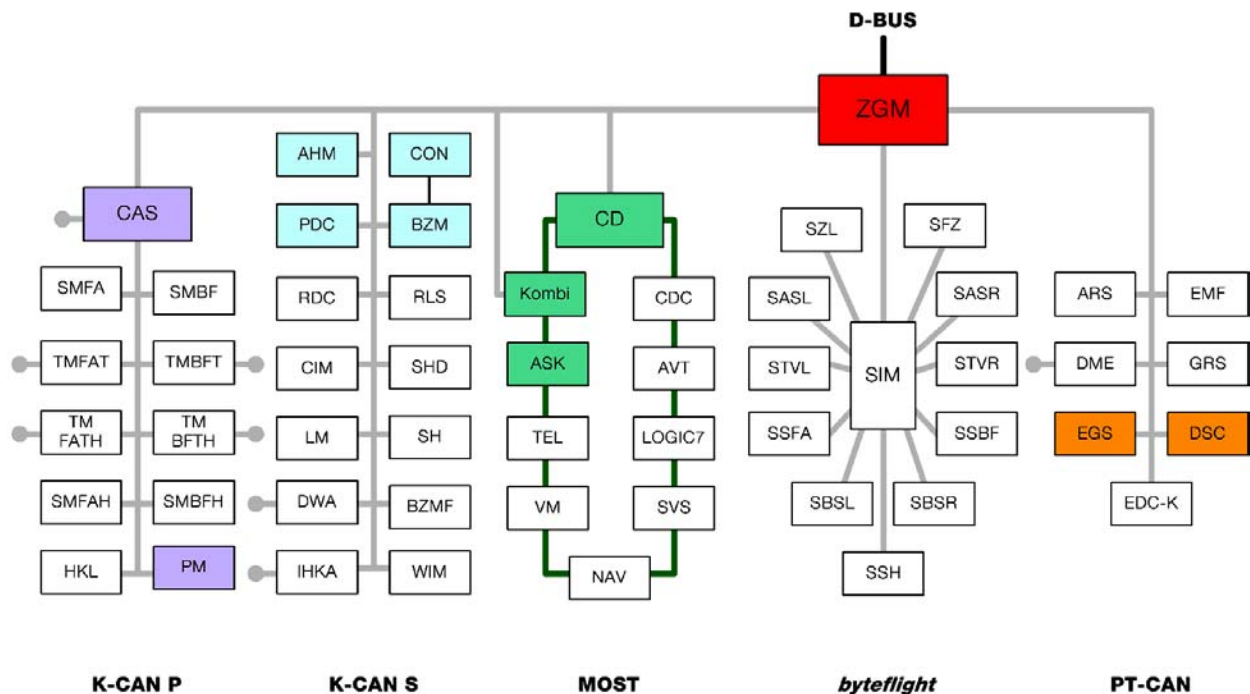 D-BUS
ZGM
CAS
SMFA
SMBF
TMFAT
TMBFT
TM
FATH
TM
BFTH
SMFAH
SMBFH
HKL
PM
AHM
CON
PDC
BZM
RDC
RLS
CIM
SHD
LM
SH
DWA
BZMF
IHKA
WIM
CD
Kombi
CDC
ASK
AVT
TEL
LOGIC7
VM
SVS
NAV
SZL
SFZ
SASL
SASR
SIM
STVL
STVR
SSFA
SSBF
SBSL
SBSR
SSH
ARS
EMF
DME
GRS
EGS
DSC
EDC-K
K-CAN P
K-CAN S
MOST
byteflight
PT-CAN